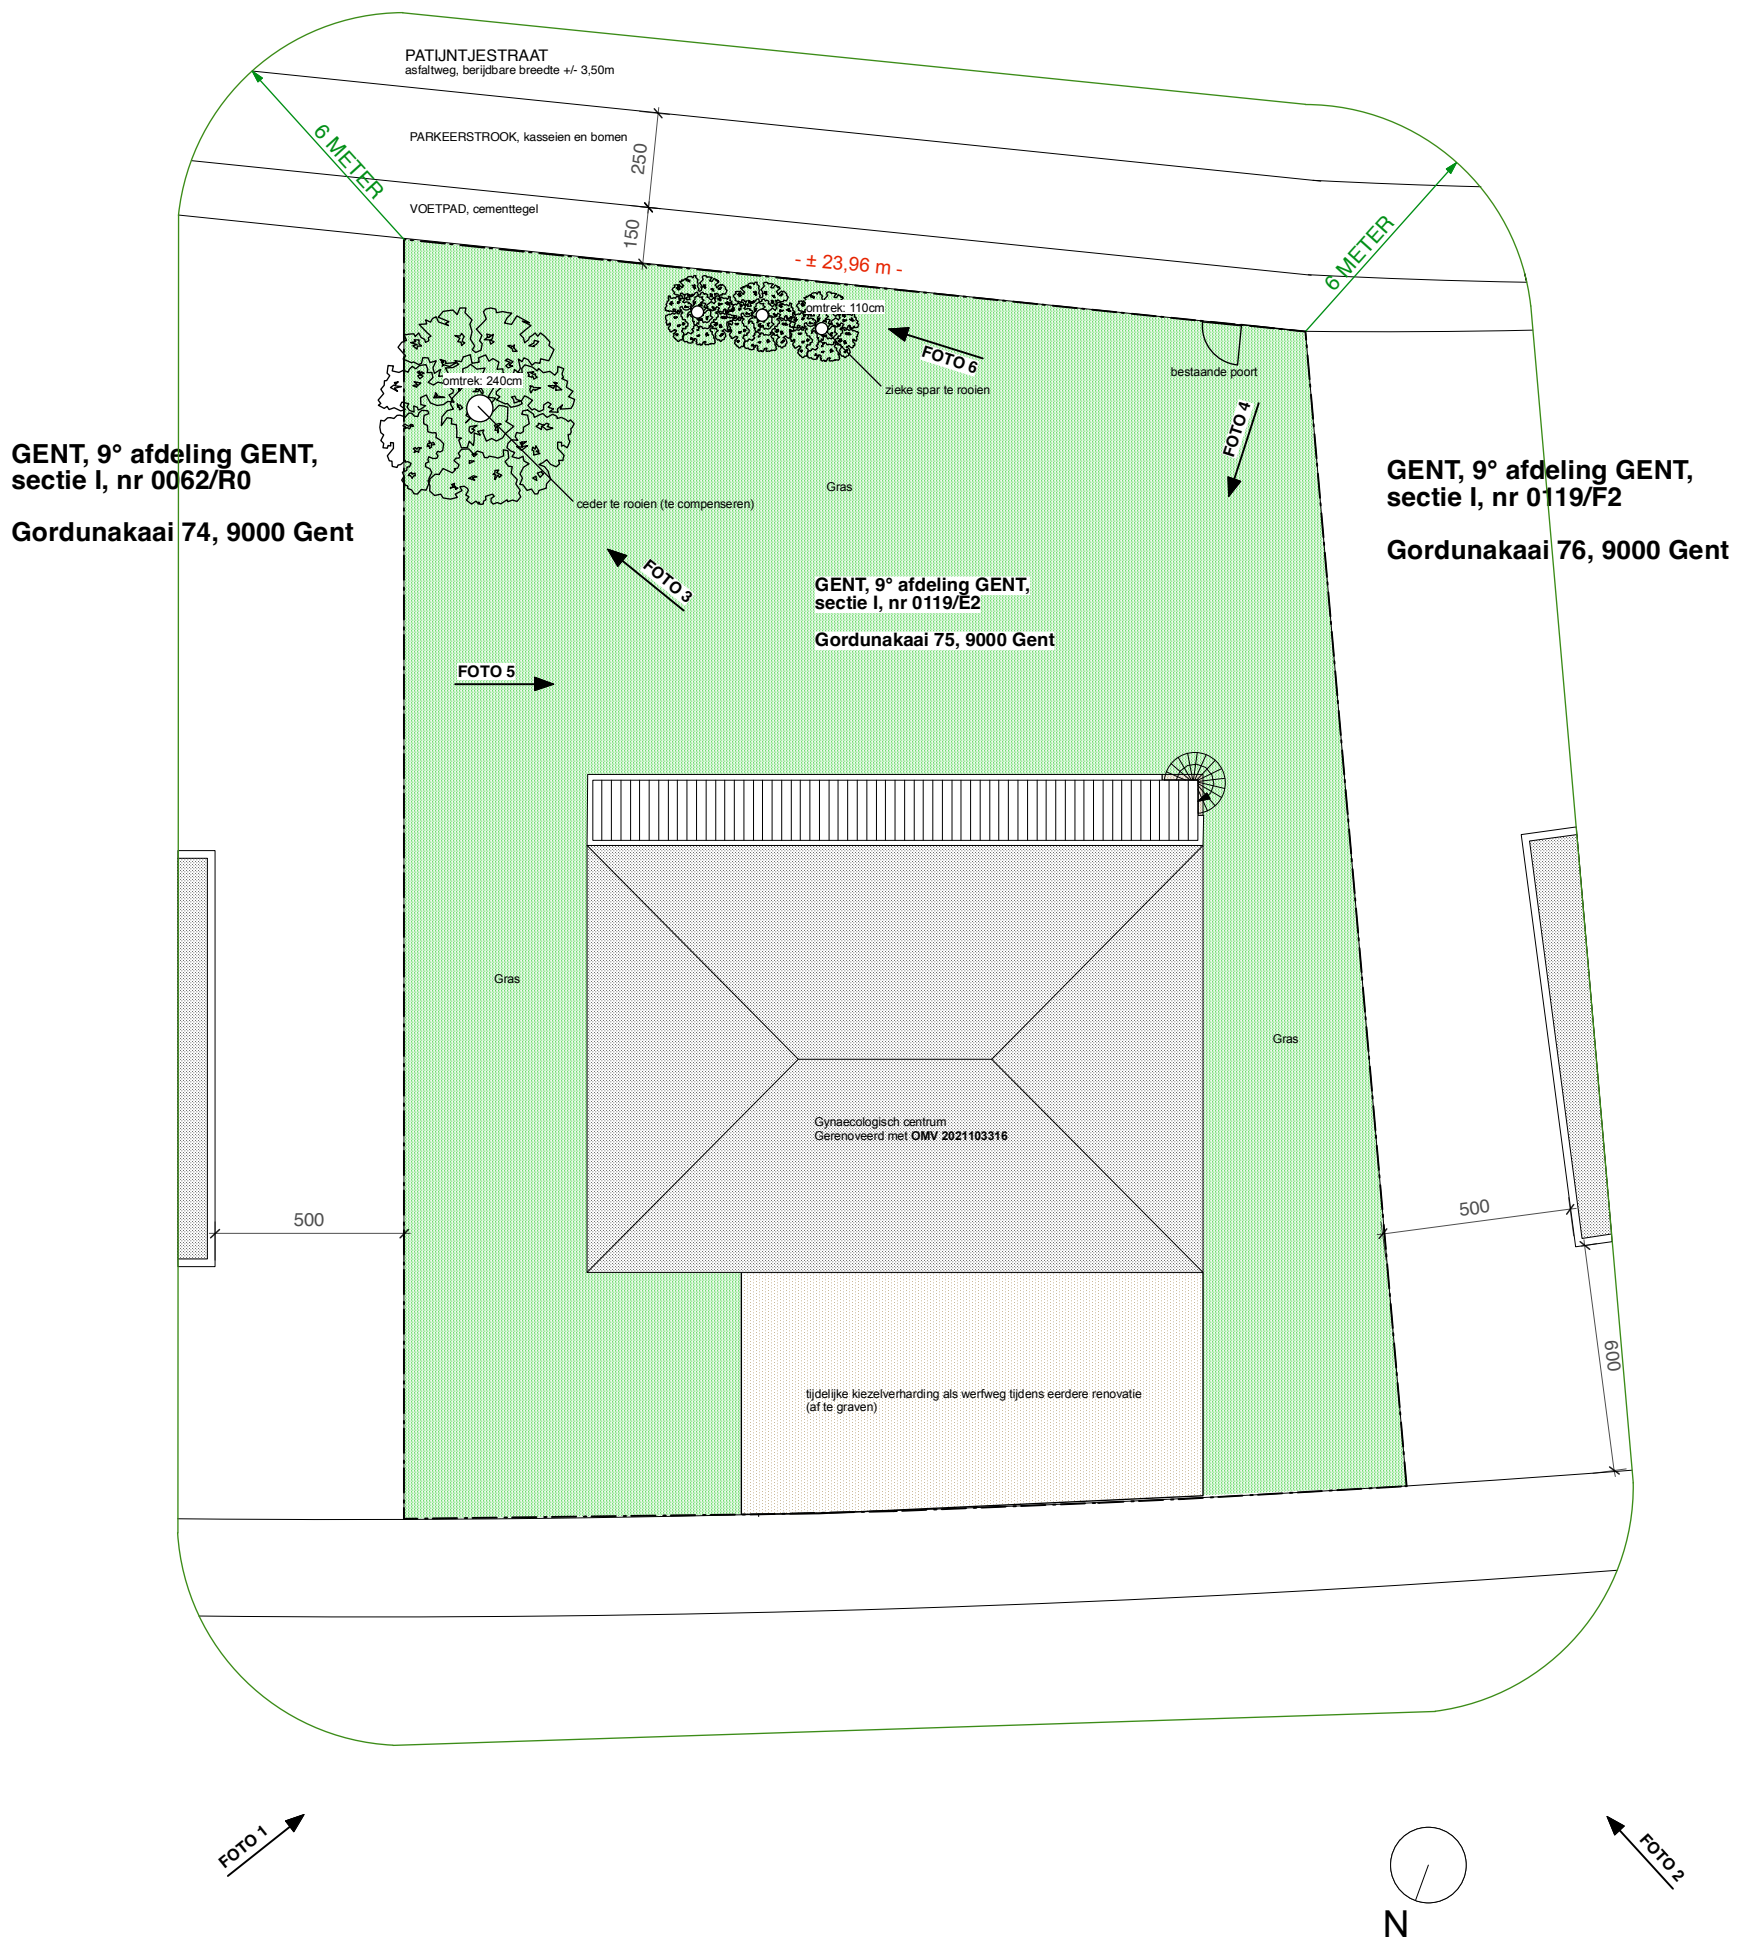 PATIJNTJESTRAAT
asfaltweg, berijdbare breedte +/- 3,50m
PARKEERSTROOK, kasseien en bomen
6 METER
250
VOETPAD, cementtegel
150
- ± 23,96 m -
6 METER
omtrek: 110cm
FOTO 6
bestaande poort
omtrek: 240cm
zieke spar te rooien
FOTO 4
GENT, 9° afdeling GENT,
sectie I, nr 0062/R0
Gordunakaai 74, 9000 Gent
Gras
ceder te rooien (te compenseren)
GENT, 9° afdeling GENT,
sectie I, nr 0119/F2
Gordunakaai 76, 9000 Gent
FOTO 3
GENT, 9° afdeling GENT,
sectie I, nr 0119/E2
Gordunakaai 75, 9000 Gent
FOTO 5
Gras
Gras
Gynaecologisch centrum
Gerenoveerd met OMV 2021103316
500
500
600
tijdelijke kiezelverharding als werfweg tijdens eerdere renovatie
(af te graven)
FOTO 1
FOTO 2
N